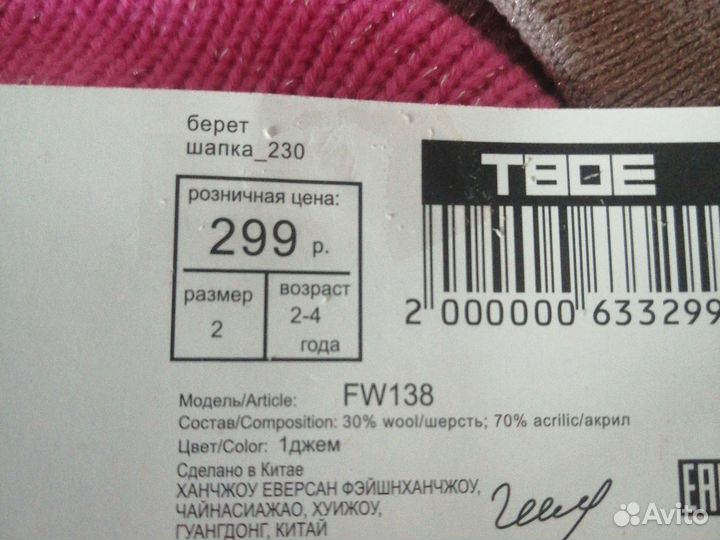 берет
шапка_230
ТВОЕ
розничная цена:
299 р.
размер
2
возраст
2-4
года
2 000000 633299
Модель/Article: FW138
Состав/Composition: 30% wool/шерсть; 70% acrilic/акрил
Цвет/Color: 1джем
Сделано в Китае
ХАНЧЖОУ ЕВЕРСАН ФЭЙШНХАНЧЖОУ,
ЧАЙНАСИАЖАО, ХУИЖОУ,
ГУАНГДОНГ, КИТАЙ
EAC
Avito